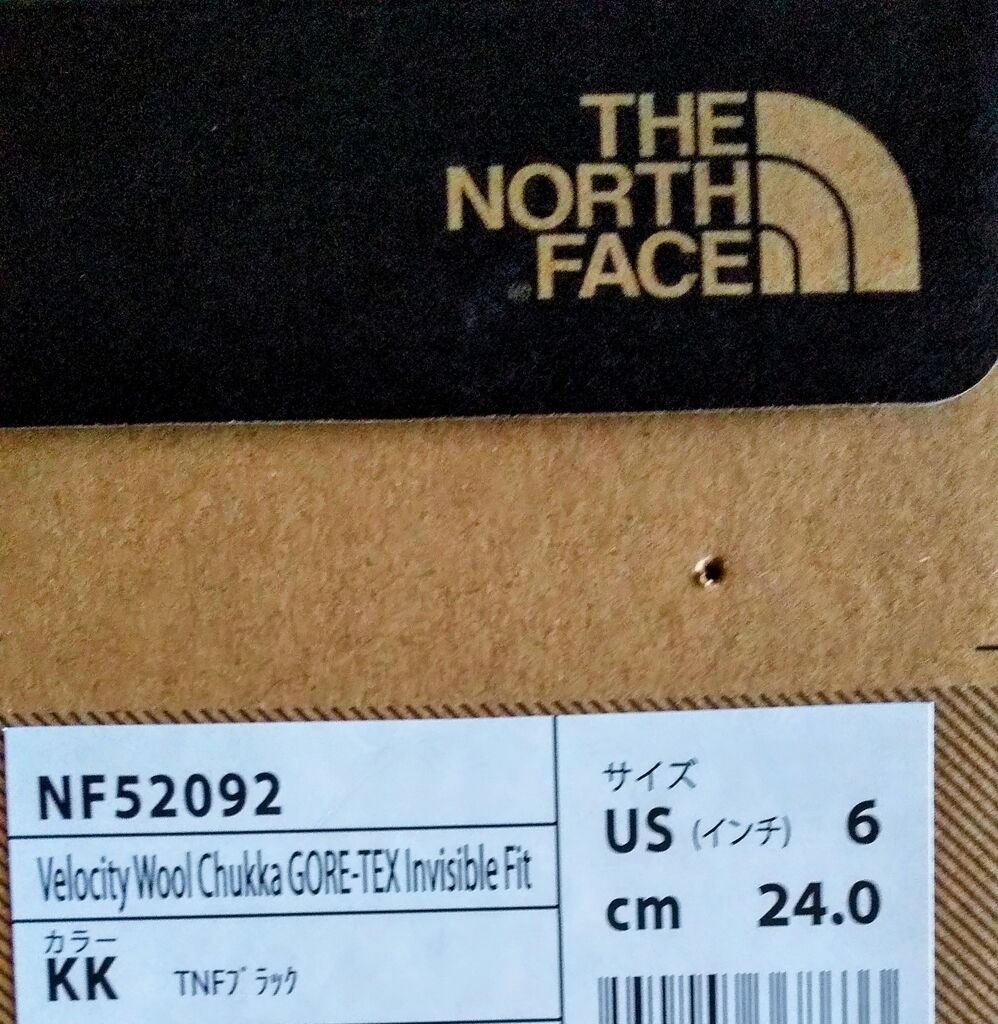 THE
NORTH
FACE
NF52092
Velocity Wool Chukka GORE-TEX Invisible Fit
カラー
KK TNFブラック
サイズ
US (インチ) 6
cm 24.0